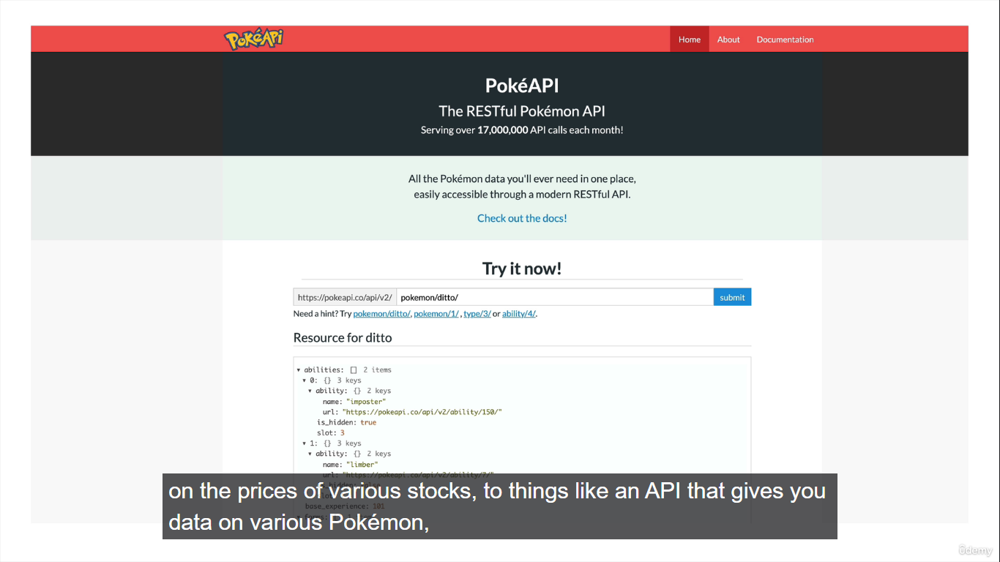 PokéAPi
Home About Documentation
PokéAPI
The RESTful Pokémon API
Serving over 17,000,000 API calls each month!
All the Pokémon data you'll ever need in one place,
easily accessible through a modern RESTful API.
Check out the docs!
Try it now!
https://pokeapi.co/api/v2/ pokemon/ditto/ submit
Need a hint? Try pokemon/ditto/, pokemon/1/ , type/3/ or ability/4/.
Resource for ditto
▾ abilities: [] 2 items
▾ 0: {} 3 keys
▾ ability: {} 2 keys
name: "imposter"
url: "https://pokeapi.co/api/v2/ability/150/"
is_hidden: true
slot: 3
▾ 1: {} 3 keys
▾ ability: {} 2 keys
name: "limber"
url: "https://pokeapi.co/api/v2/ability/7/"
on the prices of various stocks, to things like an API that gives you
base_experience: 101
data on various Pokémon,
ûdemy